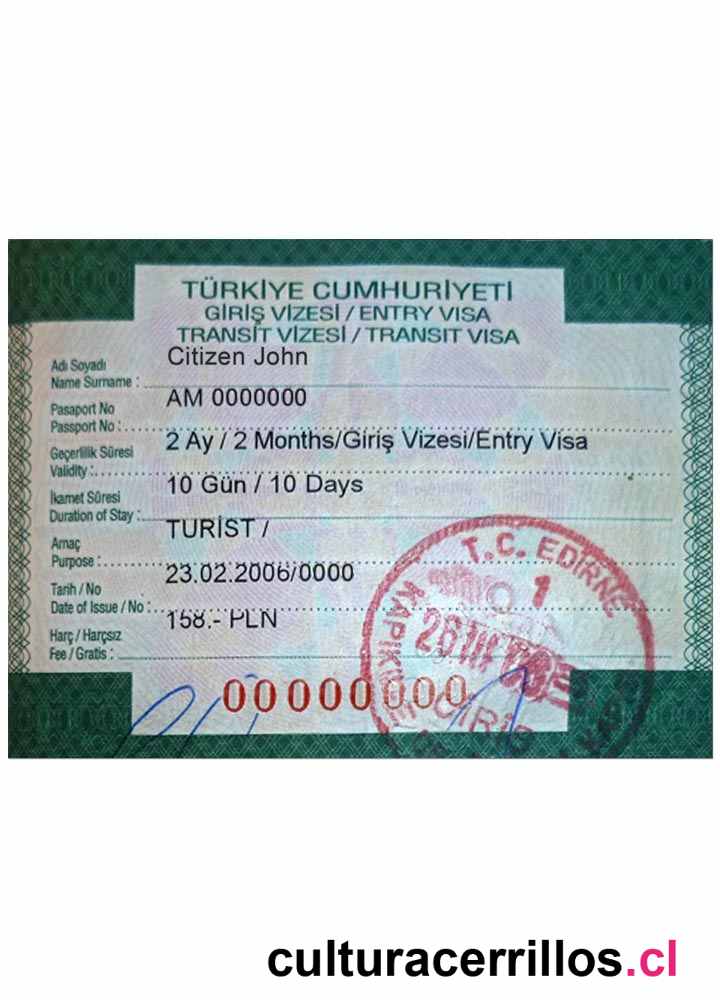 TÜRKİYE CUMHURİYETİ
GİRİŞ VİZESİ / ENTRY VISA
TRANSİT VİZESİ / TRANSIT VISA
Adı Soyadı
Name Surname :
Citizen John
Pasaport No
Passport No :
AM 0000000
Geçerlilik Süresi
Validity :
2 Ay / 2 Months/Giriş Vizesi/Entry Visa
İkamet Süresi
Duration of Stay :
10 Gün / 10 Days
Amaç
Purpose :
TURİST /
Tarih / No
Date of Issue / No :
23.02.2006/0000
Harç / Harçsız
Fee / Gratis :
158.- PLN
00000000
T.C. EDİRNE
1
KAPIKULE
GİRİŞ
culturacerrillos.cl